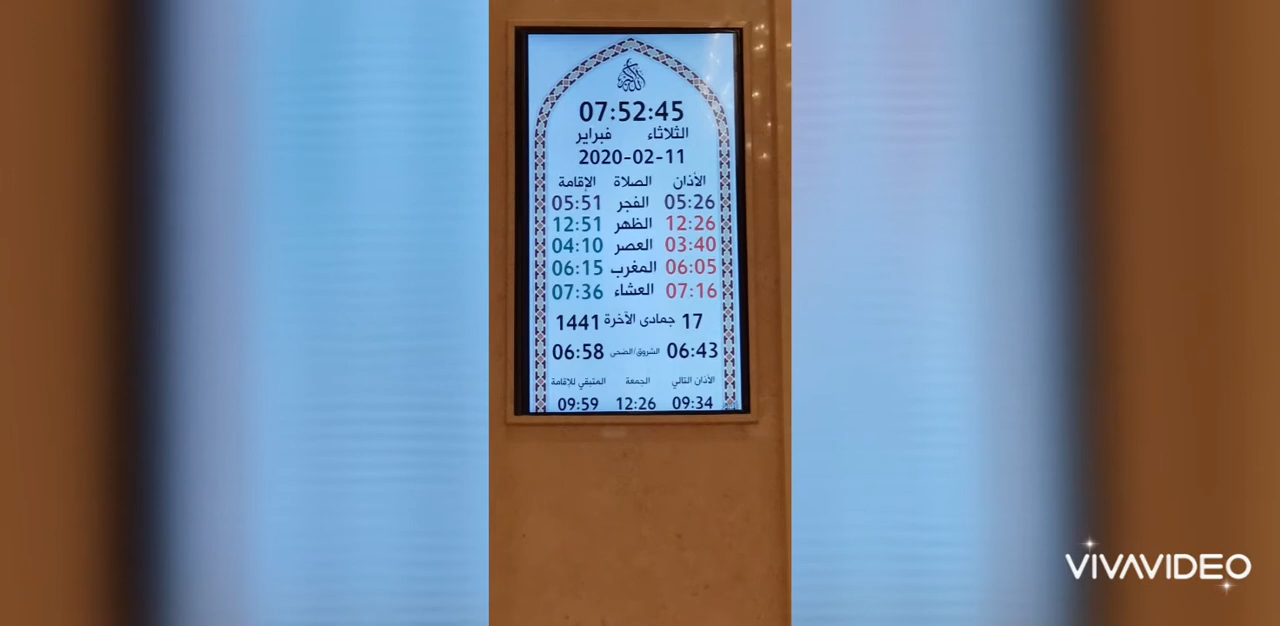 07:52:45
الثلاثاء فبراير
2020-02-11
الأذان الصلاة الإقامة
05:26 الفجر 05:51
12:26 الظهر 12:51
03:40 العصر 04:10
06:05 المغرب 06:15
07:16 العشاء 07:36
17 جمادى الآخرة 1441
06:43 الشروق/الضحى 06:58
الأذان التالي الجمعة المتبقي للإقامة
09:34 12:26 09:59
VIVAVIDEO